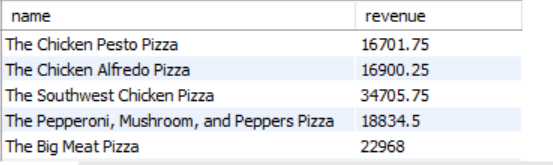 name revenue
The Chicken Pesto Pizza 16701.75
The Chicken Alfredo Pizza 16900.25
The Southwest Chicken Pizza 34705.75
The Pepperoni, Mushroom, and Peppers Pizza 18834.5
The Big Meat Pizza 22968